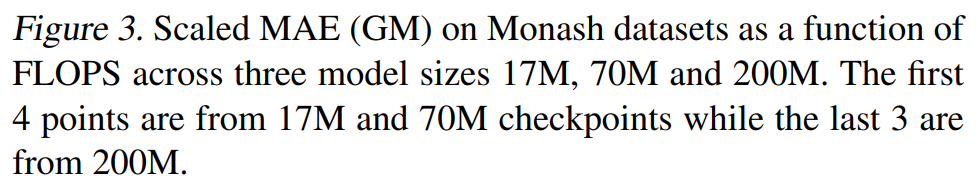 Figure 3. Scaled MAE (GM) on Monash datasets as a function of
FLOPS across three model sizes 17M, 70M and 200M. The first
4 points are from 17M and 70M checkpoints while the last 3 are
from 200M.